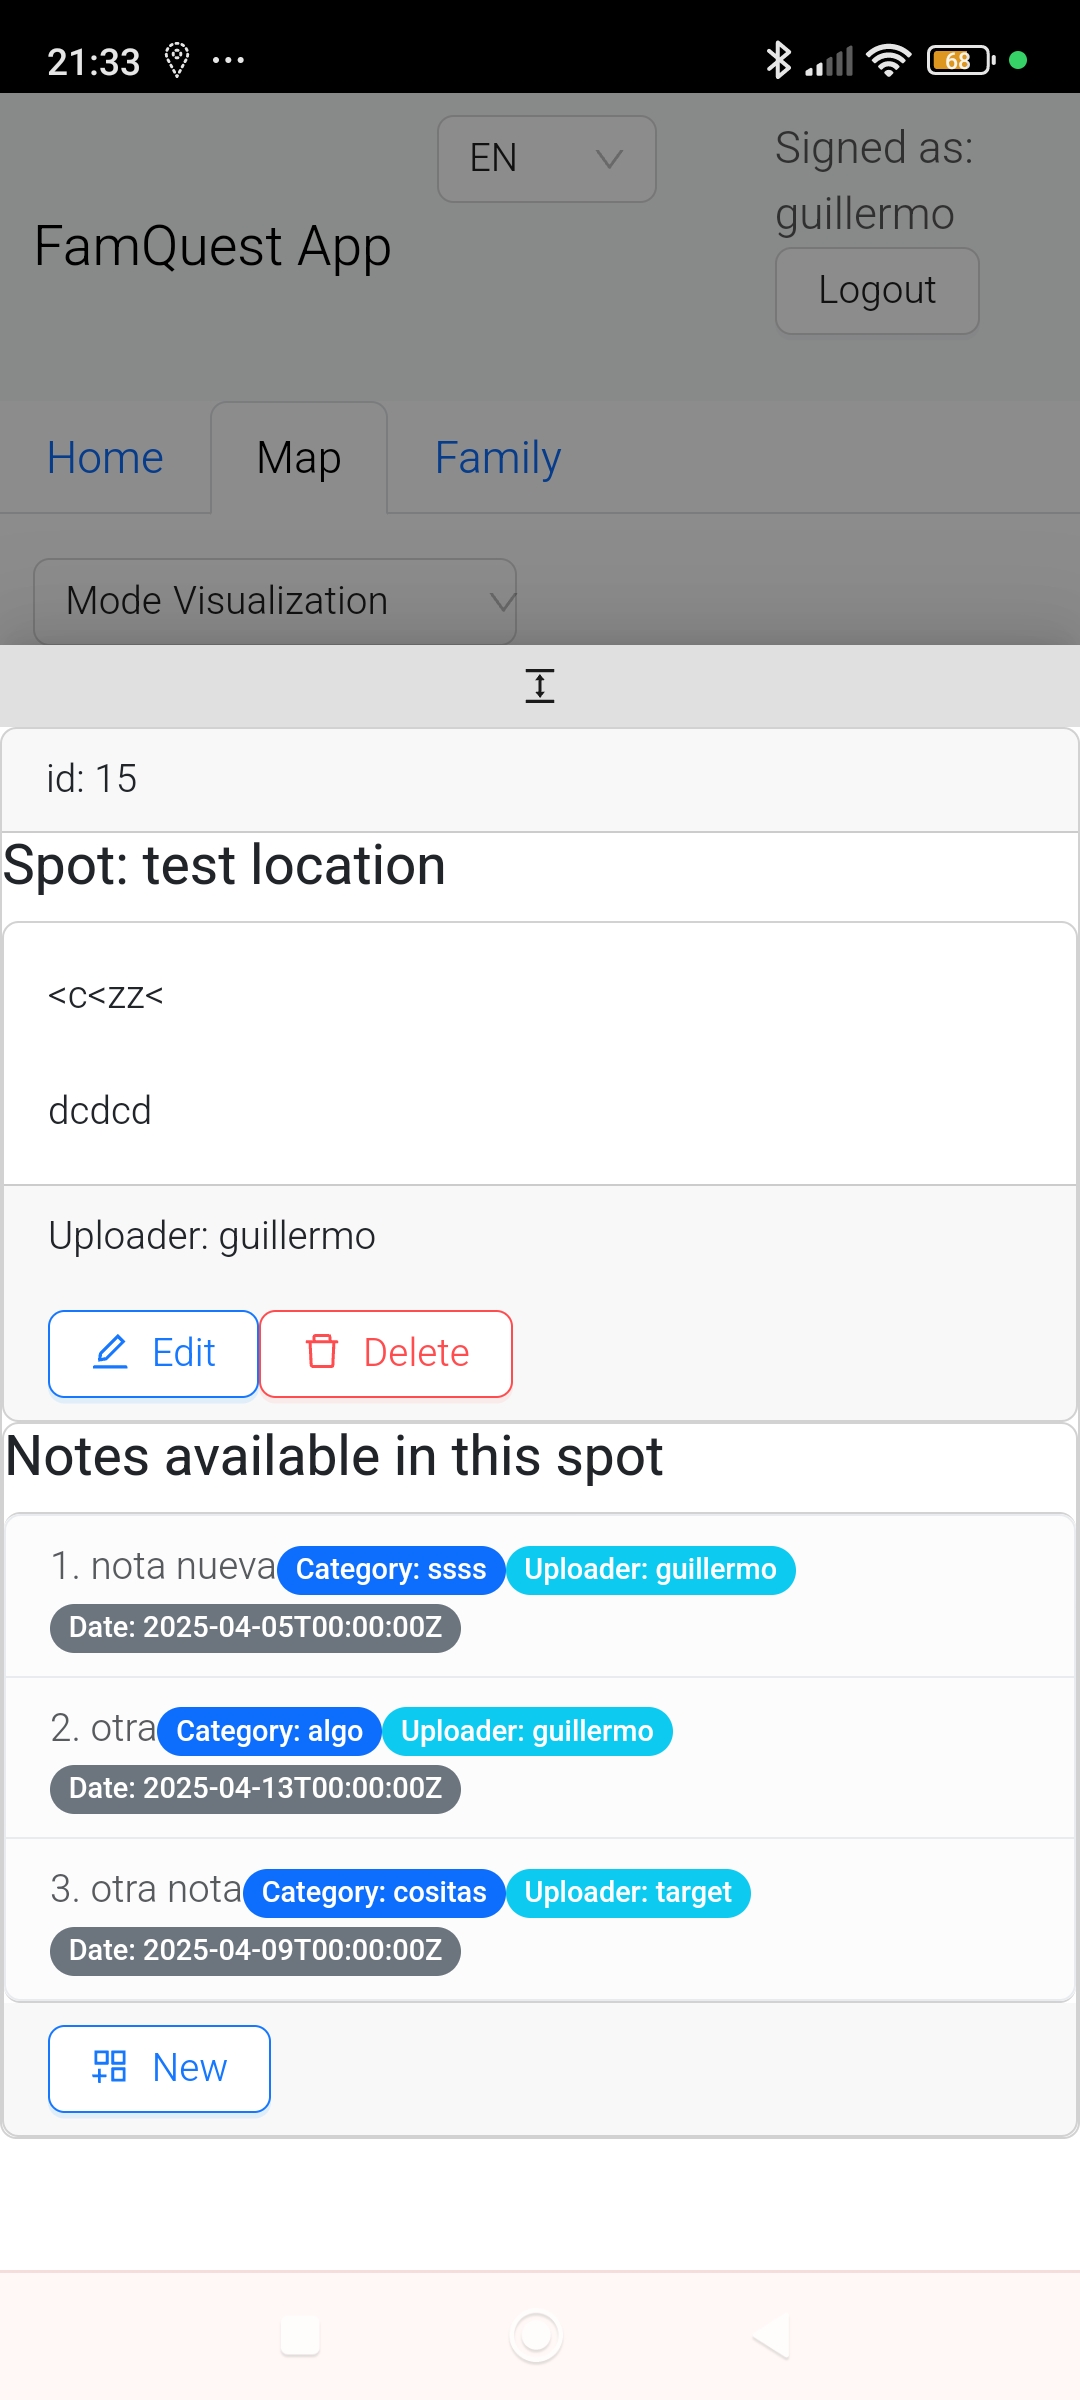 21:33
68
EN
Signed as:
guillermo
FamQuest App
Logout
Home
Map
Family
Mode Visualization
id: 15
Spot: test location
<c<zz<
dcdcd
Uploader: guillermo
Edit
Delete
Notes available in this spot
1. nota nueva Category: ssss Uploader: guillermo
Date: 2025-04-05T00:00:00Z
2. otra Category: algo Uploader: guillermo
Date: 2025-04-13T00:00:00Z
3. otra nota Category: cositas Uploader: target
Date: 2025-04-09T00:00:00Z
New